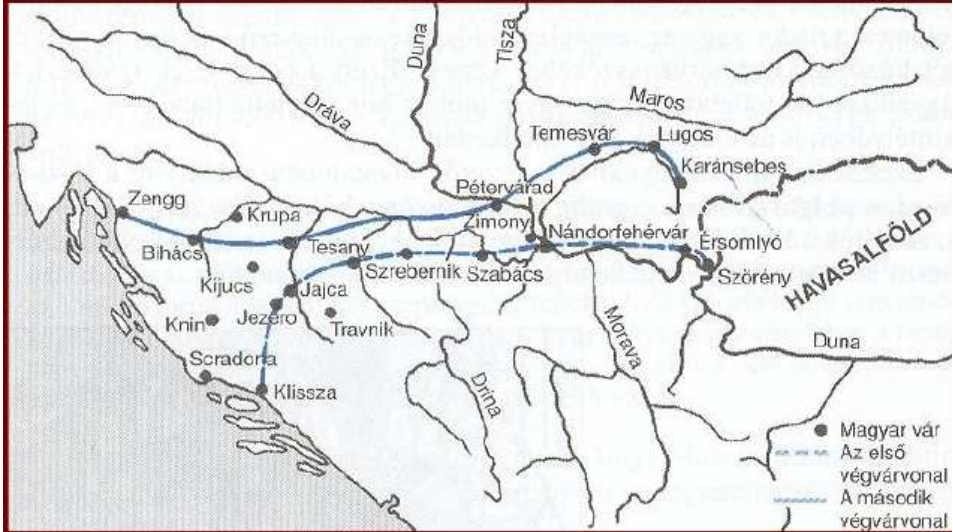 Duna
Tisza
Dráva
Maros
Temesvár
Lugos
Karánsebes
Zengg
Krupa
Pétervárad
Zimony
Bihács
Tesany
Nándorfehérvár
Érsomlyó
HAVASALFÖLD
Szrebernik
Szabács
Szörény
Kijucs
Jajca
Jezero
Travnik
Knin
Morava
Duna
Scradona
Drina
Klissza
Magyar vár
Az első
végvárvonal
A második
végvárvonal